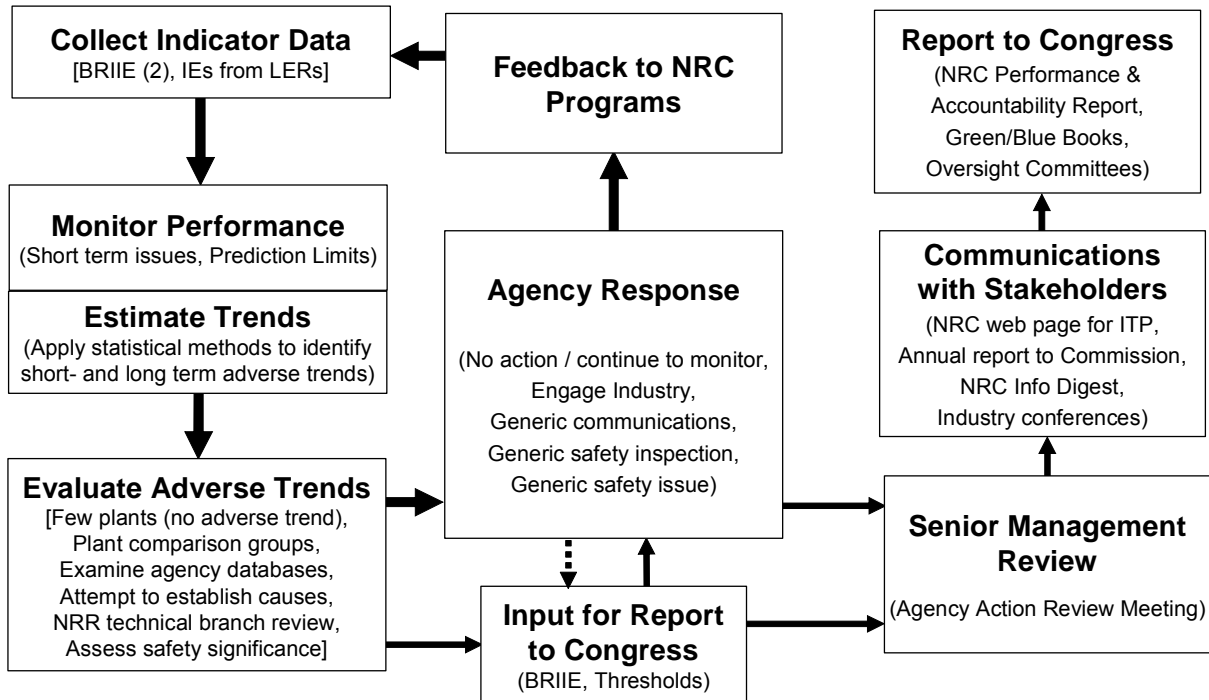 Collect Indicator Data
[BRIIE (2), IEs from LERs]
Monitor Performance
(Short term issues, Prediction Limits)
Estimate Trends
(Apply statistical methods to identify
short- and long term adverse trends)
Evaluate Adverse Trends
[Few plants (no adverse trend),
Plant comparison groups,
Examine agency databases,
Attempt to establish causes,
NRR technical branch review,
Assess safety significance]
Feedback to NRC
Programs
Agency Response
(No action / continue to monitor,
Engage Industry,
Generic communications,
Generic safety inspection,
Generic safety issue)
Input for Report
to Congress
(BRIIE, Thresholds)
Report to Congress
(NRC Performance &
Accountability Report,
Green/Blue Books,
Oversight Committees)
Communications
with Stakeholders
(NRC web page for ITP,
Annual report to Commission,
NRC Info Digest,
Industry conferences)
Senior Management
Review
(Agency Action Review Meeting)